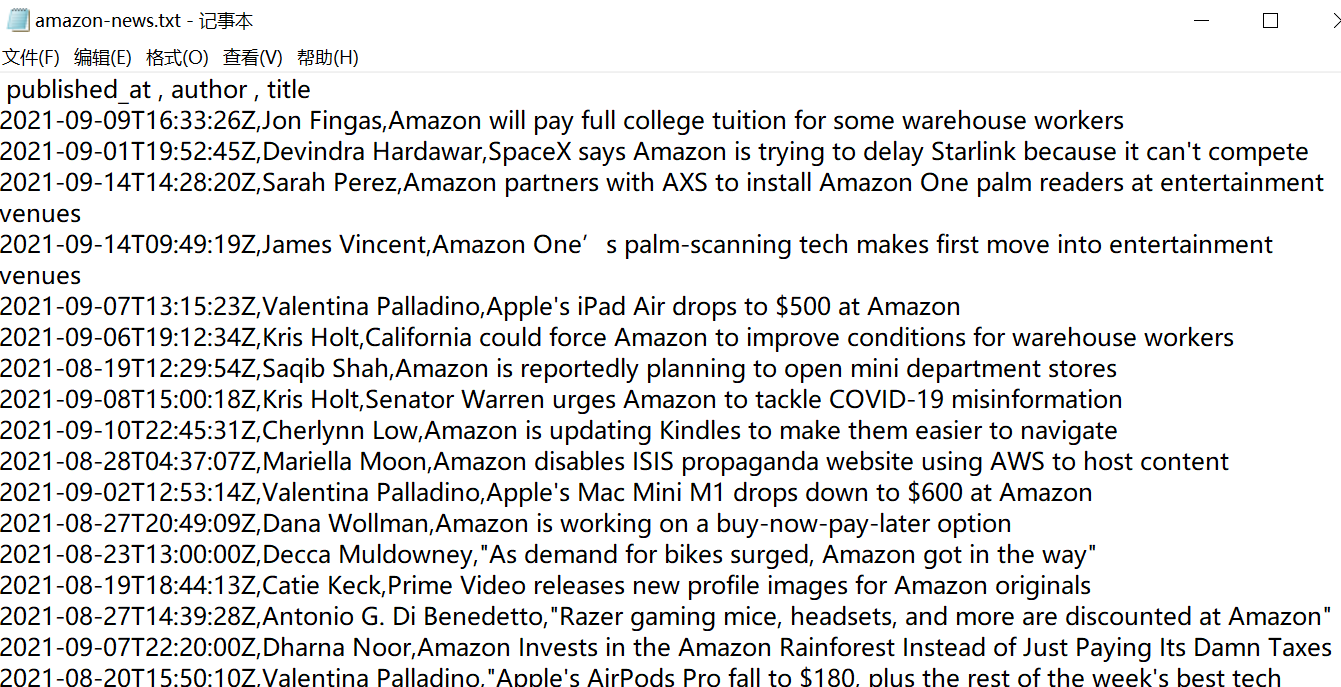 amazon-news.txt - 记事本
文件(F) 编辑(E) 格式(O) 查看(V) 帮助(H)
published_at , author , title
2021-09-09T16:33:26Z,Jon Fingas,Amazon will pay full college tuition for some warehouse workers
2021-09-01T19:52:45Z,Devindra Hardawar,SpaceX says Amazon is trying to delay Starlink because it can't compete
2021-09-14T14:28:20Z,Sarah Perez,Amazon partners with AXS to install Amazon One palm readers at entertainment
venues
2021-09-14T09:49:19Z,James Vincent,Amazon One’s palm-scanning tech makes first move into entertainment
venues
2021-09-07T13:15:23Z,Valentina Palladino,Apple's iPad Air drops to $500 at Amazon
2021-09-06T19:12:34Z,Kris Holt,California could force Amazon to improve conditions for warehouse workers
2021-08-19T12:29:54Z,Saqib Shah,Amazon is reportedly planning to open mini department stores
2021-09-08T15:00:18Z,Kris Holt,Senator Warren urges Amazon to tackle COVID-19 misinformation
2021-09-10T22:45:31Z,Cherlynn Low,Amazon is updating Kindles to make them easier to navigate
2021-08-28T04:37:07Z,Mariella Moon,Amazon disables ISIS propaganda website using AWS to host content
2021-09-02T12:53:14Z,Valentina Palladino,Apple's Mac Mini M1 drops down to $600 at Amazon
2021-08-27T20:49:09Z,Dana Wollman,Amazon is working on a buy-now-pay-later option
2021-08-23T13:00:00Z,Decca Muldowney,"As demand for bikes surged, Amazon got in the way"
2021-08-19T18:44:13Z,Catie Keck,Prime Video releases new profile images for Amazon originals
2021-08-27T14:39:28Z,Antonio G. Di Benedetto,"Razer gaming mice, headsets, and more are discounted at Amazon"
2021-09-07T22:20:00Z,Dharna Noor,Amazon Invests in the Amazon Rainforest Instead of Just Paying Its Damn Taxes
2021-08-20T15:50:10Z,Valentina Palladino,"Apple's AirPods Pro fall to $180, plus the rest of the week's best tech